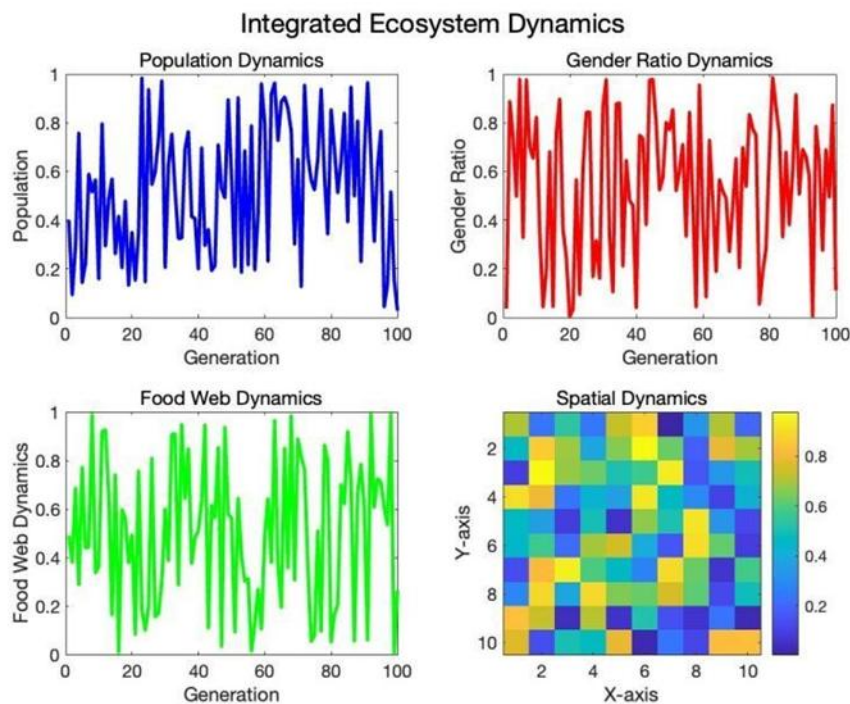 Integrated Ecosystem Dynamics
Population Dynamics
1
0.8
0.6
0.4
0.2
0
Population
0 20 40 60 80 100
Generation
Gender Ratio Dynamics
1
0.8
0.6
0.4
0.2
0
Gender Ratio
0 20 40 60 80 100
Generation
Food Web Dynamics
1
0.8
0.6
0.4
0.2
0
Food Web Dynamics
0 20 40 60 80 100
Generation
Spatial Dynamics
2
4
6
8
10
Y-axis
2 4 6 8 10
X-axis
0.8
0.6
0.4
0.2